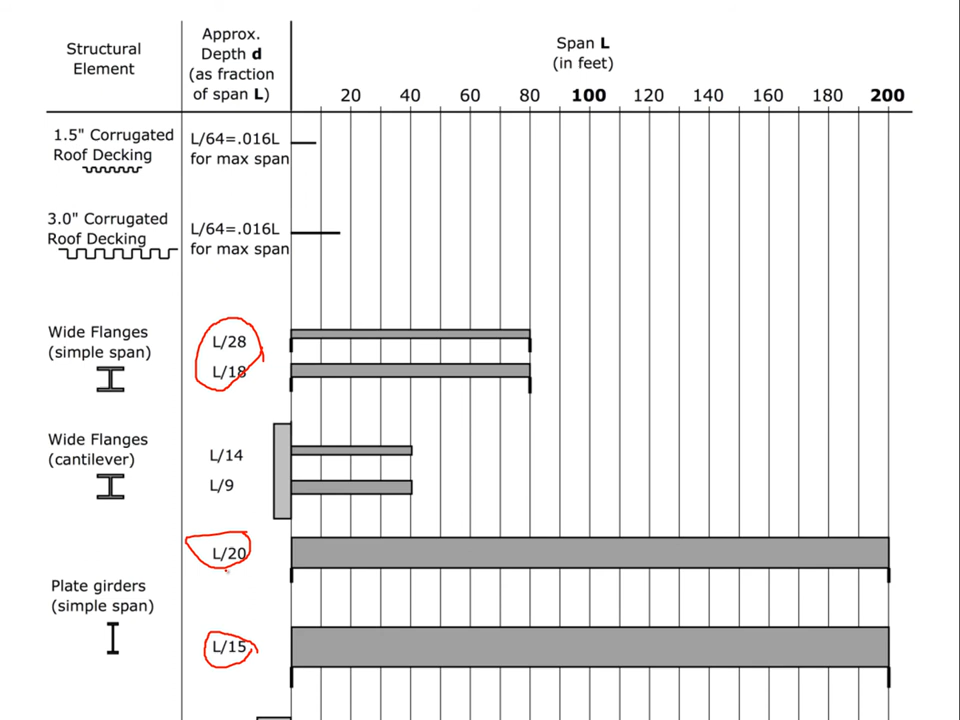 Structural
Element
Approx.
Depth d
(as fraction
of span L)
Span L
(in feet)
20 40 60 80 100 120 140 160 180 200
1.5" Corrugated
Roof Decking
L/64=.016L
for max span
3.0" Corrugated
Roof Decking
L/64=.016L
for max span
Wide Flanges
(simple span)
L/28
L/18
Wide Flanges
(cantilever)
L/14
L/9
L/20
Plate girders
(simple span)
L/15